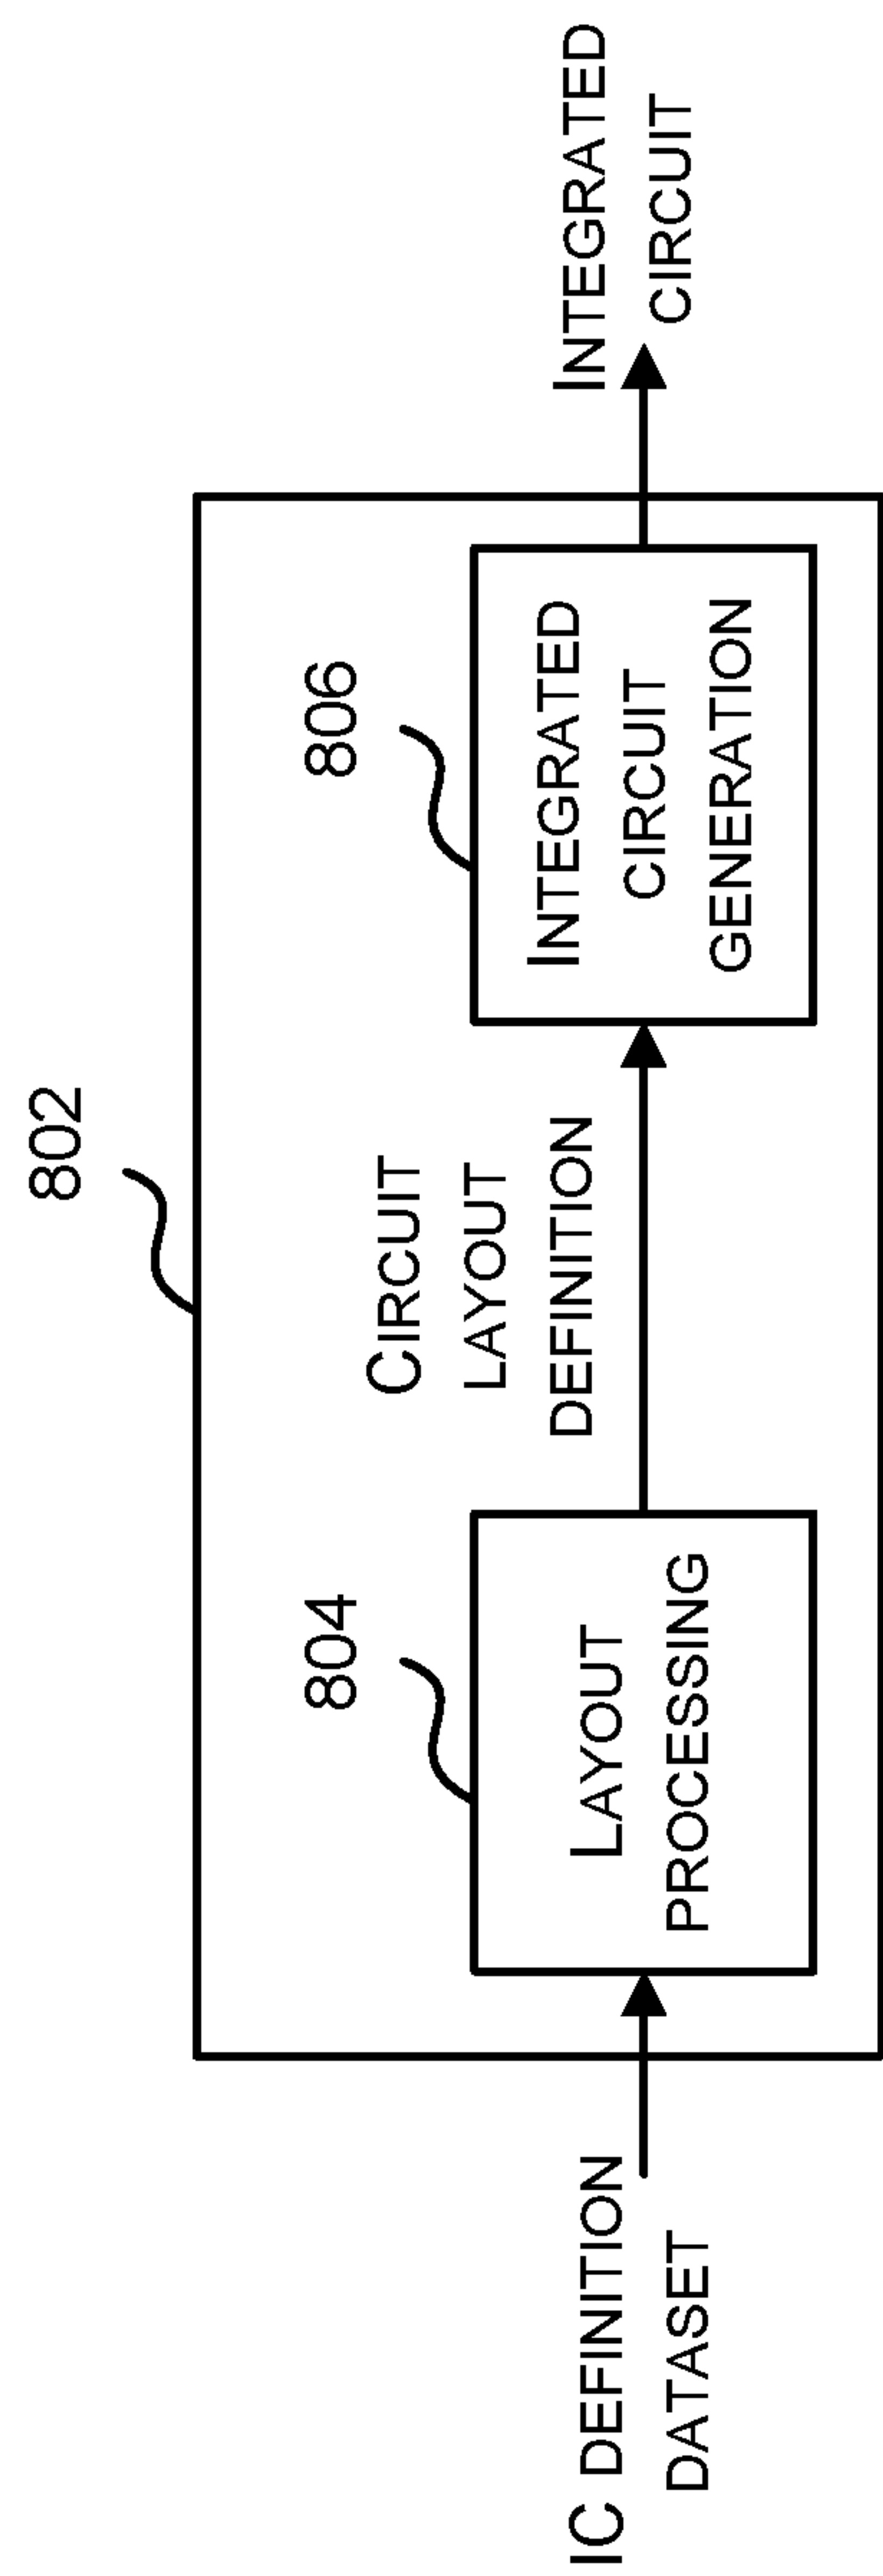 802
IC DEFINITION
DATASET
804
LAYOUT
PROCESSING
CIRCUIT
LAYOUT
DEFINITION
806
INTEGRATED
CIRCUIT
GENERATION
INTEGRATED
CIRCUIT